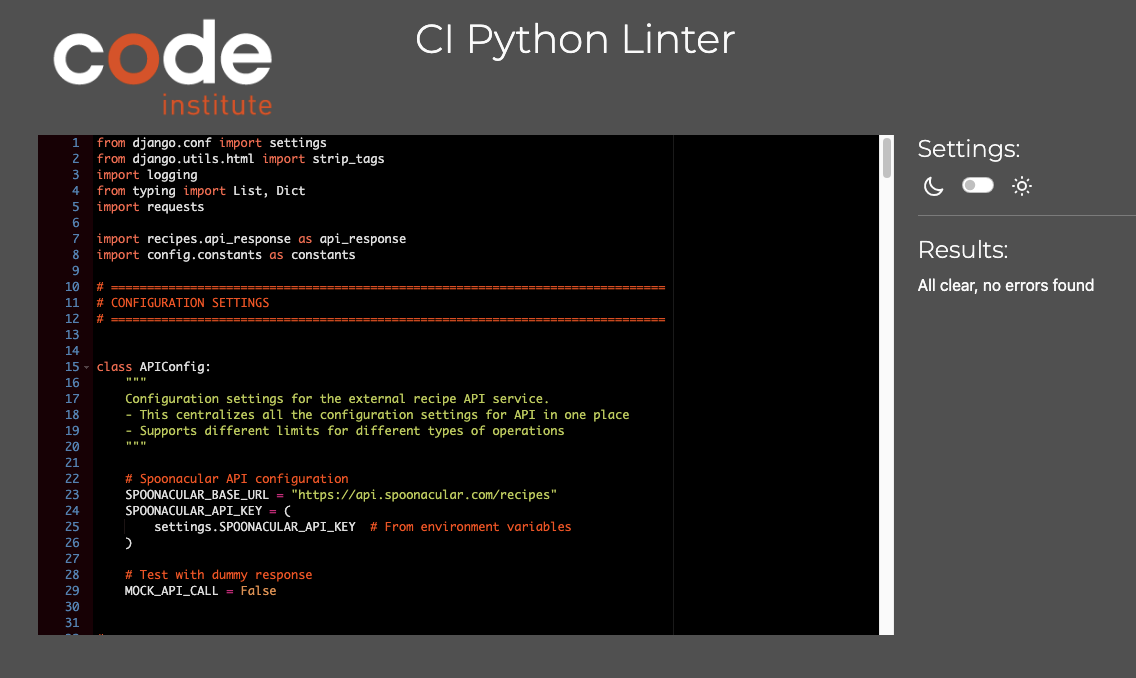 code
institute
CI Python Linter
1 from django.conf import settings
2 from django.utils.html import strip_tags
3 import logging
4 from typing import List, Dict
5 import requests
6
7 import recipes.api_response as api_response
8 import config.constants as constants
9
10 # =============================================================================
11 # CONFIGURATION SETTINGS
12 # =============================================================================
13
14
15 class APIConfig:
16     """
17     Configuration settings for the external recipe API service.
18     - This centralizes all the configuration settings for API in one place
19     - Supports different limits for different types of operations
20     """
21
22     # Spoonacular API configuration
23     SPOONACULAR_BASE_URL = "https://api.spoonacular.com/recipes"
24     SPOONACULAR_API_KEY = (
25         settings.SPOONACULAR_API_KEY  # From environment variables
26     )
27
28     # Test with dummy response
29     MOCK_API_CALL = False
30
31
Settings:
Results:
All clear, no errors found